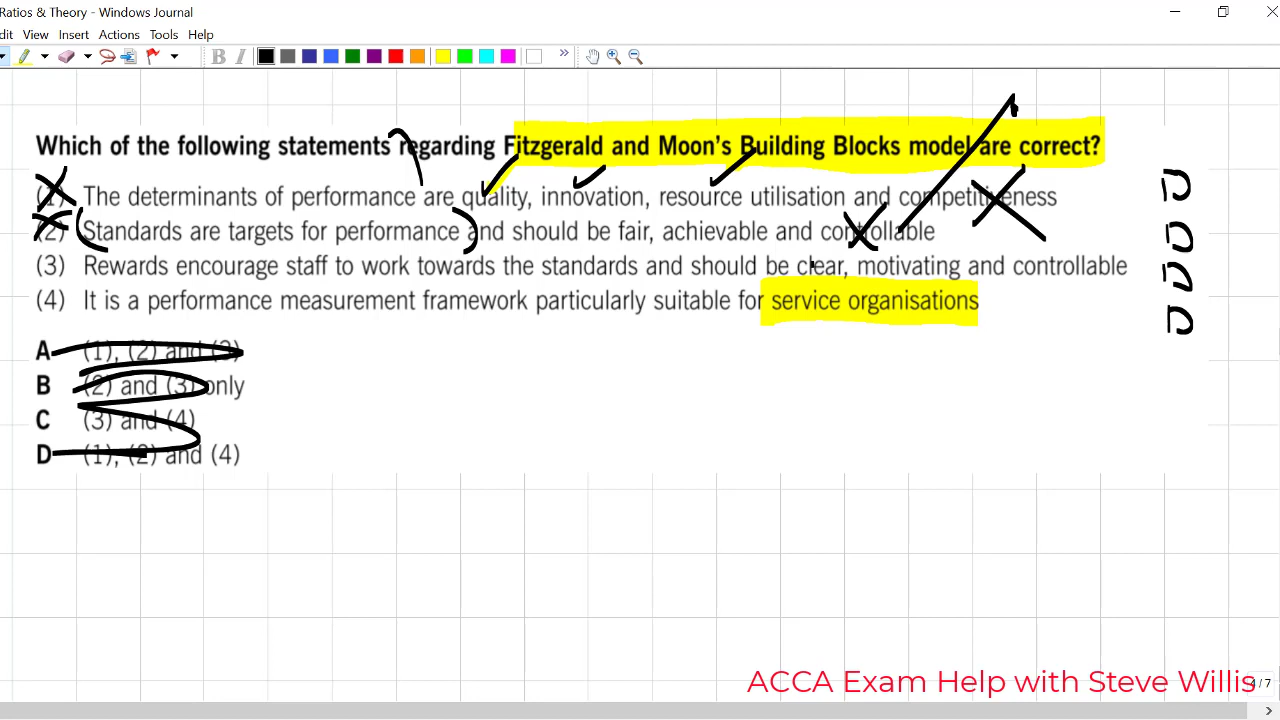 Ratios & Theory - Windows Journal
dit View Insert Actions Tools Help
B I »
Which of the following statements regarding Fitzgerald and Moon's Building Blocks model are correct?
(1) The determinants of performance are quality, innovation, resource utilisation and competitiveness
(2) Standards are targets for performance and should be fair, achievable and controllable
(3) Rewards encourage staff to work towards the standards and should be clear, motivating and controllable
(4) It is a performance measurement framework particularly suitable for service organisations
A (1), (2) and (3)
B (2) and (3) only
C (3) and (4)
D (1), (2) and (4)
ACCA Exam Help with Steve Willis
4 / 7